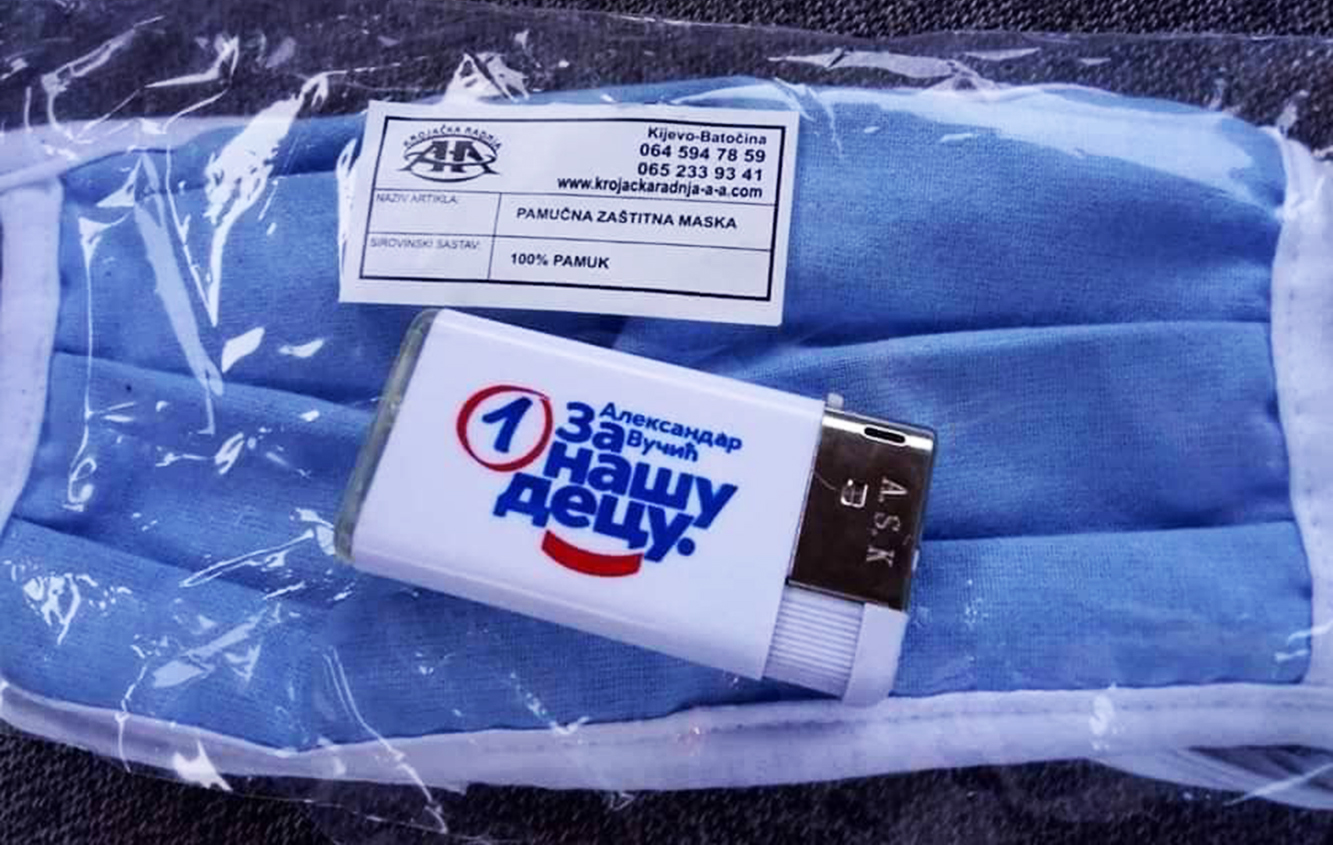 KROJAČKA RADNJA
A-A
Kijevo-Batočina
064 594 78 59
065 233 93 41
www.krojackaradnja-a-a.com
NAZIV ARTIKLA:
PAMUČNA ZAŠTITNA MASKA
SIROVINSKI SASTAV:
100% PAMUK
1
Александар
Вучић
За
нашу
децу.
A.S.K